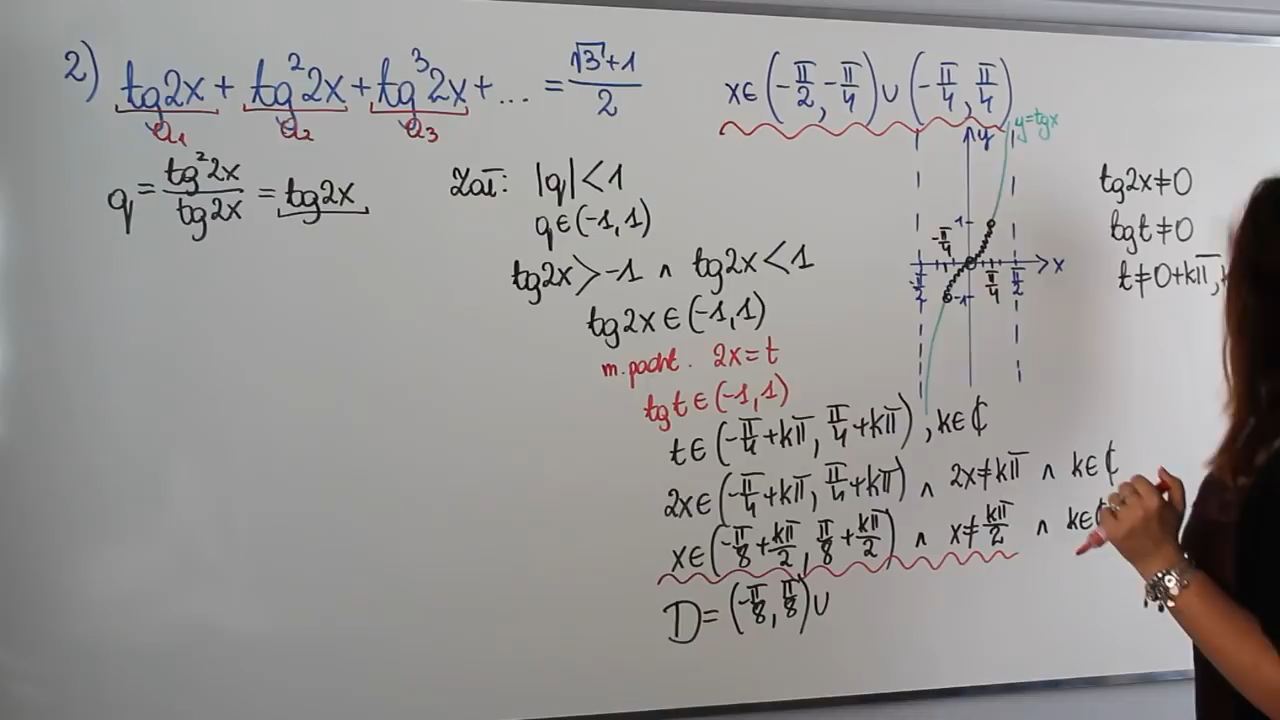 2) tg2x + tg²2x + tg³2x + ... = (√3+1)/2
a₁ a₂ a₃
q = tg²2x/tg2x = tg2x
Zał: |q| < 1
q ∈ (-1, 1)
tg2x > -1 ∧ tg2x < 1
tg2x ∈ (-1, 1)
m. pocht. 2x = t
tgt ∈ (-1, 1)
t ∈ (-π/4 + kπ, π/4 + kπ), k ∈ ₵
2x ∈ (-π/4 + kπ, π/4 + kπ) ∧ 2x ≠ kπ ∧ k ∈ ₵
x ∈ (-π/8 + kπ/2, π/8 + kπ/2) ∧ x ≠ kπ/2 ∧ k ∈
D = (-π/8, π/8) ∪
x ∈ (-π/2, -π/4) ∪ (-π/4, π/4)
y
y=tgx
1
-π/4
x
-π/2 π/4 π/2
-1
tg2x ≠ 0
tgt ≠ 0
t ≠ 0 + kπ,